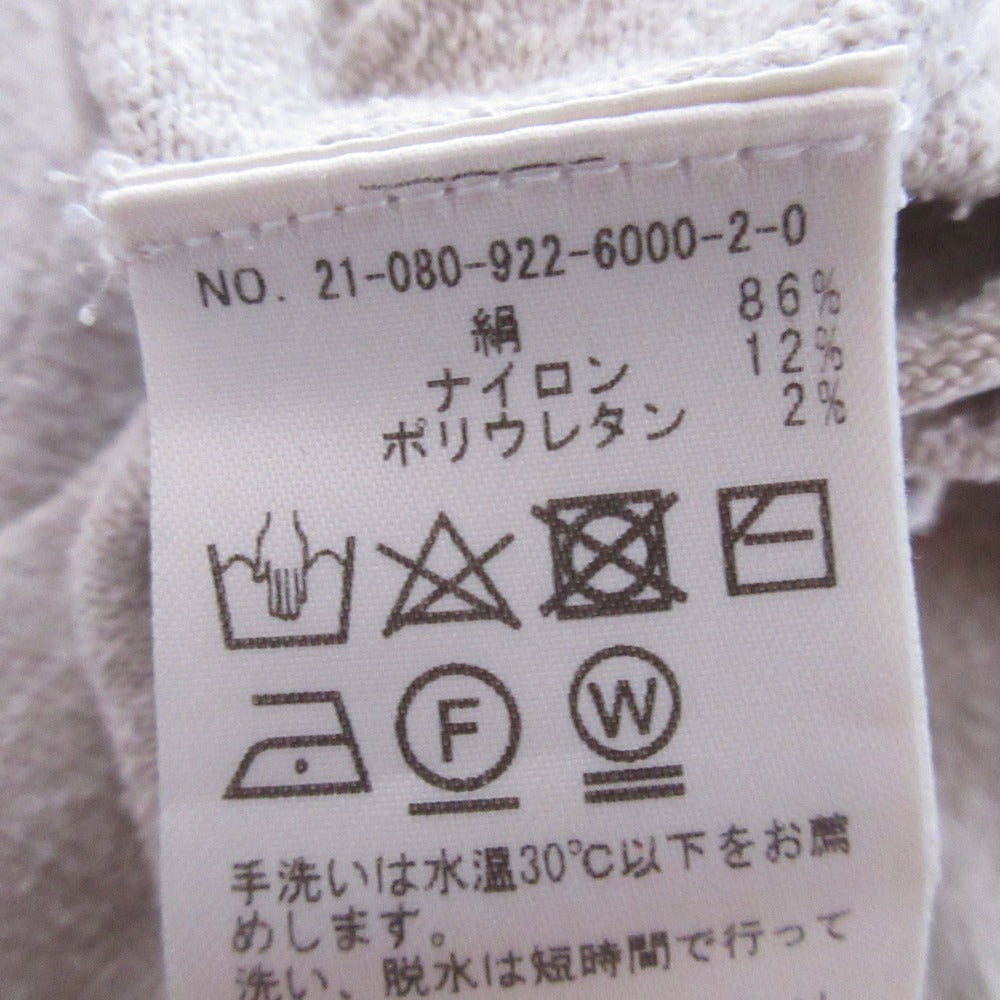 NO. 21-080-922-6000-2-0
絹 86%
ナイロン 12%
ポリウレタン 2%
F W
手洗いは水温30℃以下をお薦
めします。
洗い、脱水は短時間で行って